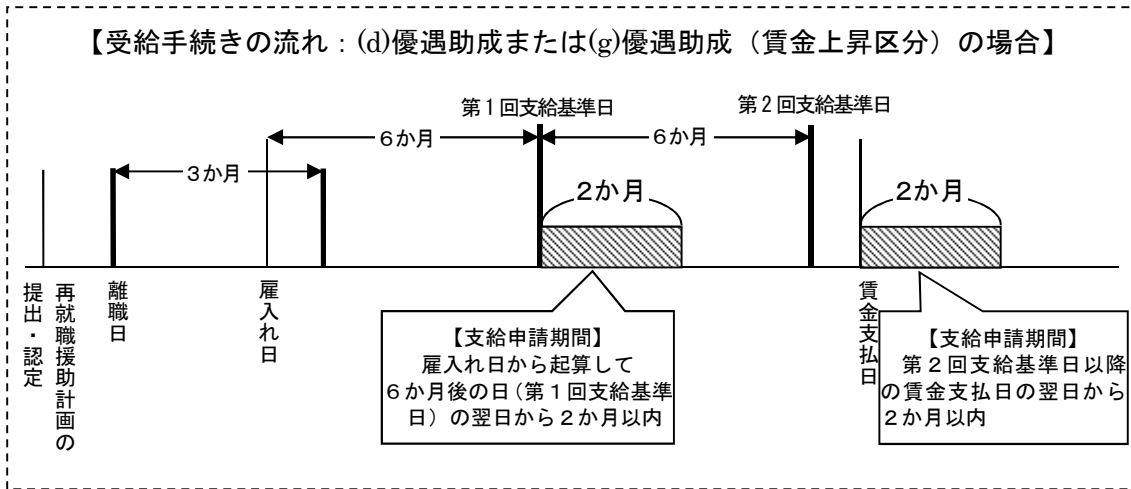 【受給手続きの流れ：(d)優遇助成または(g)優遇助成（賃金上昇区分）の場合】
第１回支給基準日
第２回支給基準日
６か月
６か月
３か月
２か月
２か月
再就職援助計画の
提出・認定
離職日
雇入れ日
賃金支払日
【支給申請期間】
雇入れ日から起算して
６か月後の日（第１回支給基準
日）の翌日から２か月以内
【支給申請期間】
第２回支給基準日以降
の賃金支払日の翌日から
２か月以内